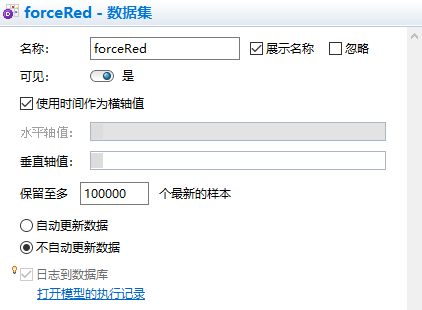 forceRed - 数据集
名称: forceRed 展示名称 忽略
可见: 是
使用时间作为横轴值
水平轴值:
垂直轴值:
保留至多 100000 个最新的样本
自动更新数据
不自动更新数据
日志到数据库
打开模型的执行记录